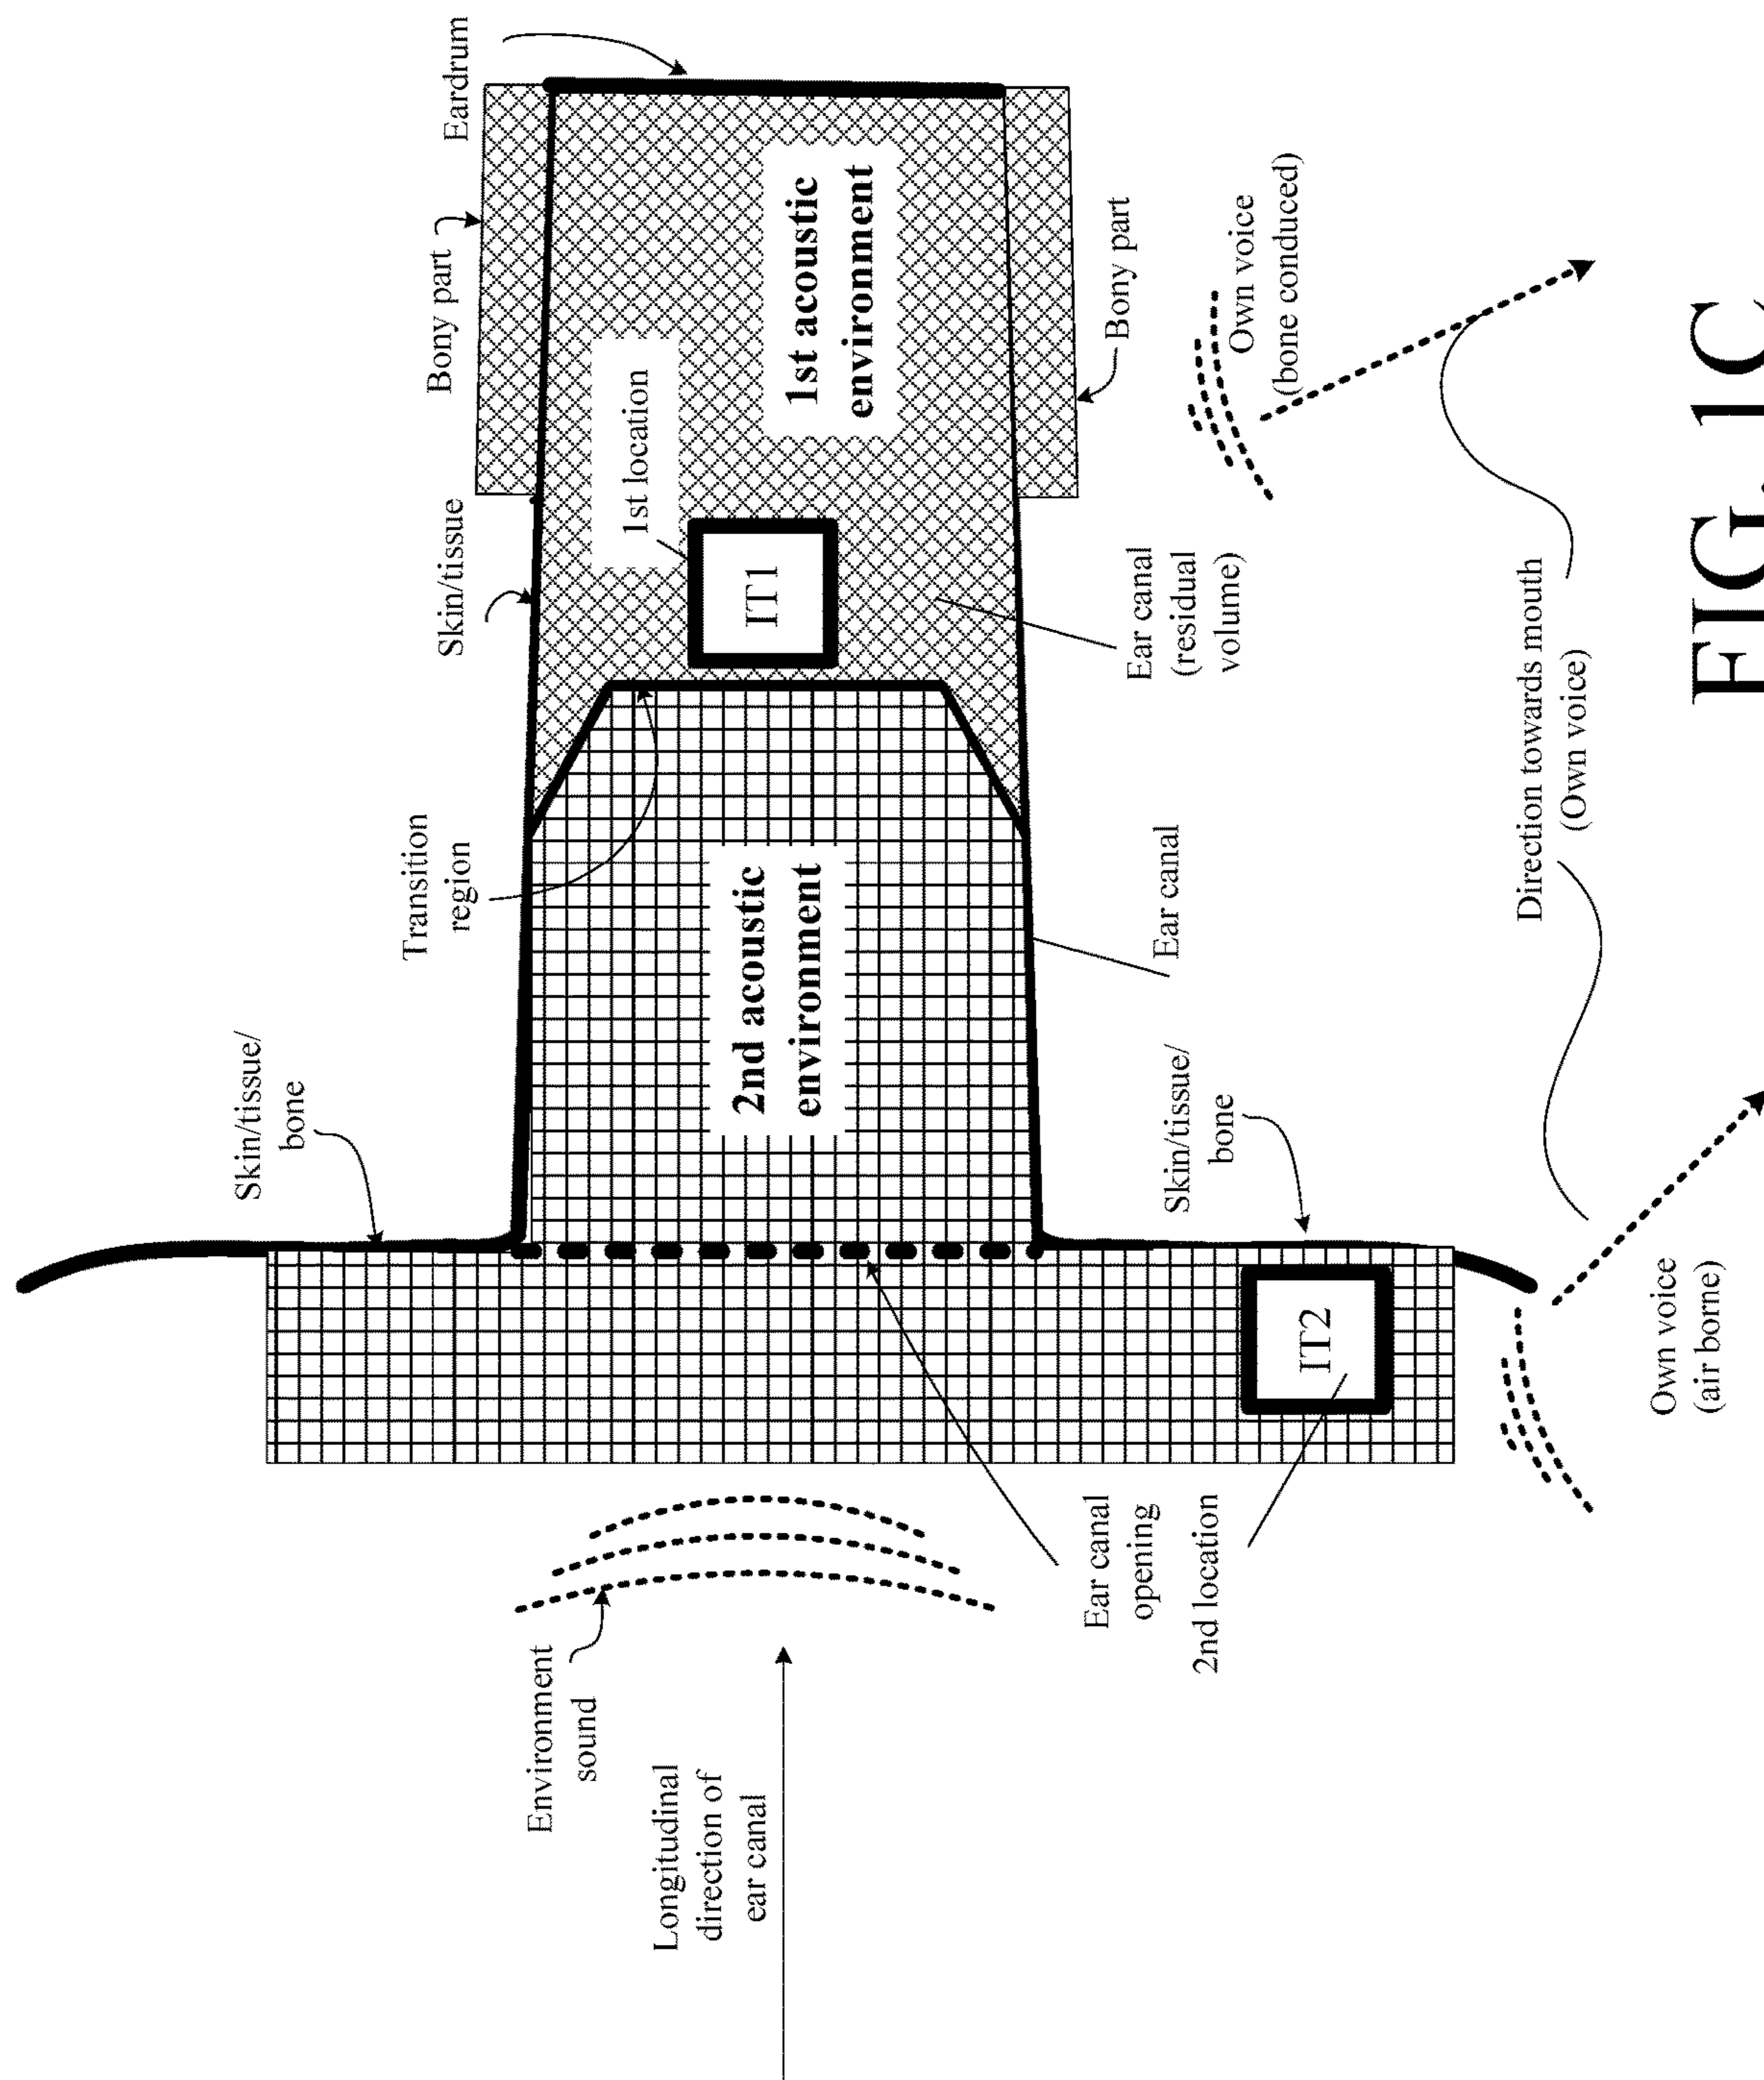 Skin/tissue/
bone
Transition
region
Skin/tissue
Bony part
Eardrum
Environment
sound
Longitudinal
direction of
ear canal
2nd acoustic
environment
1st location
IT1
1st acoustic
environment
Ear canal
opening
2nd location
Skin/tissue/
bone
Ear canal
Ear canal
(residual
volume)
Bony part
IT2
Own voice
(bone conduced)
Own voice
(air borne)
Direction towards mouth
(Own voice)
FIG. 1C